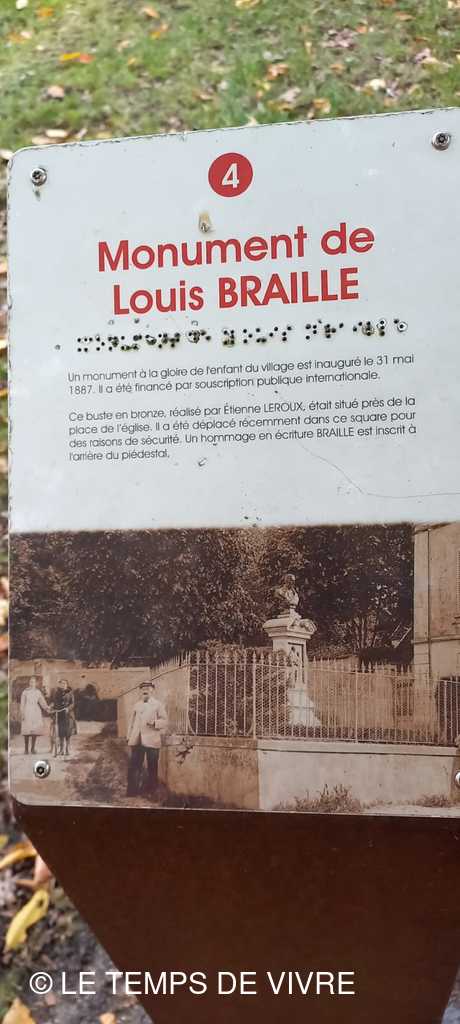 4
Monument de
Louis BRAILLE
Un monument à la gloire de l'enfant du village est inauguré le 31 mai
1887. Il a été financé par souscription publique internationale.
Ce buste en bronze, réalisé par Étienne LEROUX, était situé près de la
place de l'église. Il a été déplacé récemment dans ce square pour
des raisons de sécurité. Un hommage en écriture BRAILLE est inscrit à
l'arrière du piédestal.
© LE TEMPS DE VIVRE